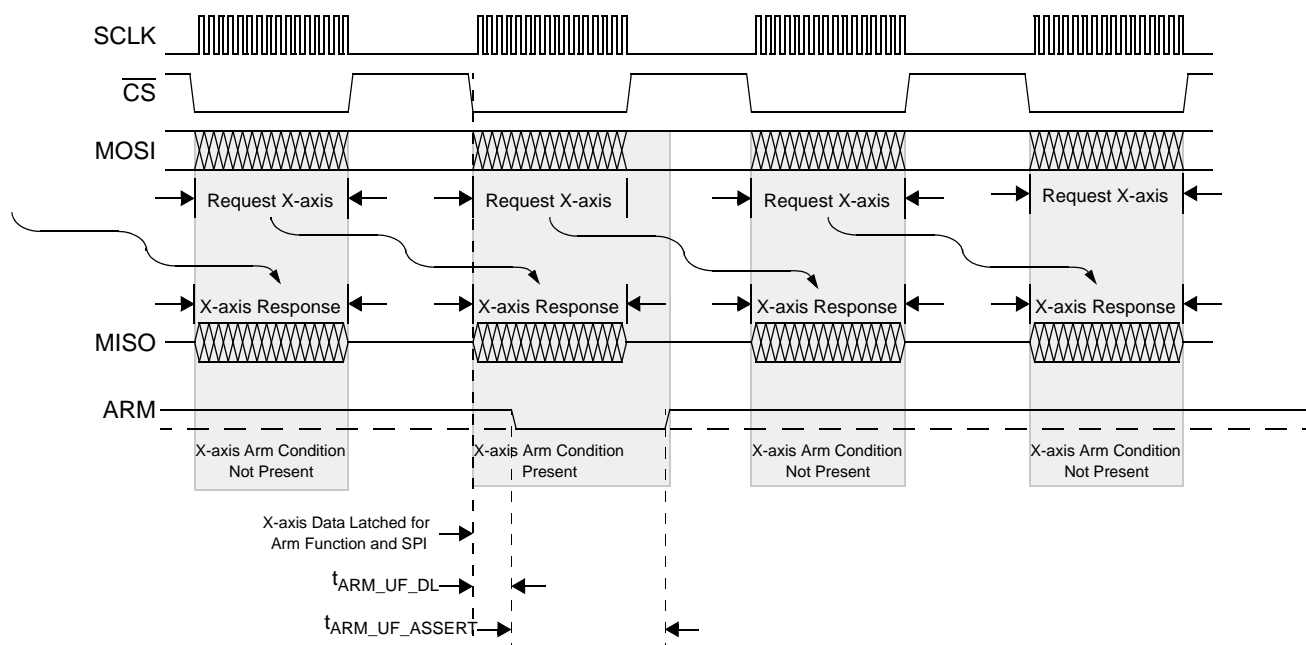 SCLK
CS
MOSI
Request X-axis
Request X-axis
Request X-axis
Request X-axis
X-axis Response
X-axis Response
X-axis Response
X-axis Response
MISO
ARM
X-axis Arm Condition
Not Present
X-axis Arm Condition
Present
X-axis Arm Condition
Not Present
X-axis Arm Condition
Not Present
X-axis Data Latched for
Arm Function and SPI
tARM_UF_DL
tARM_UF_ASSERT